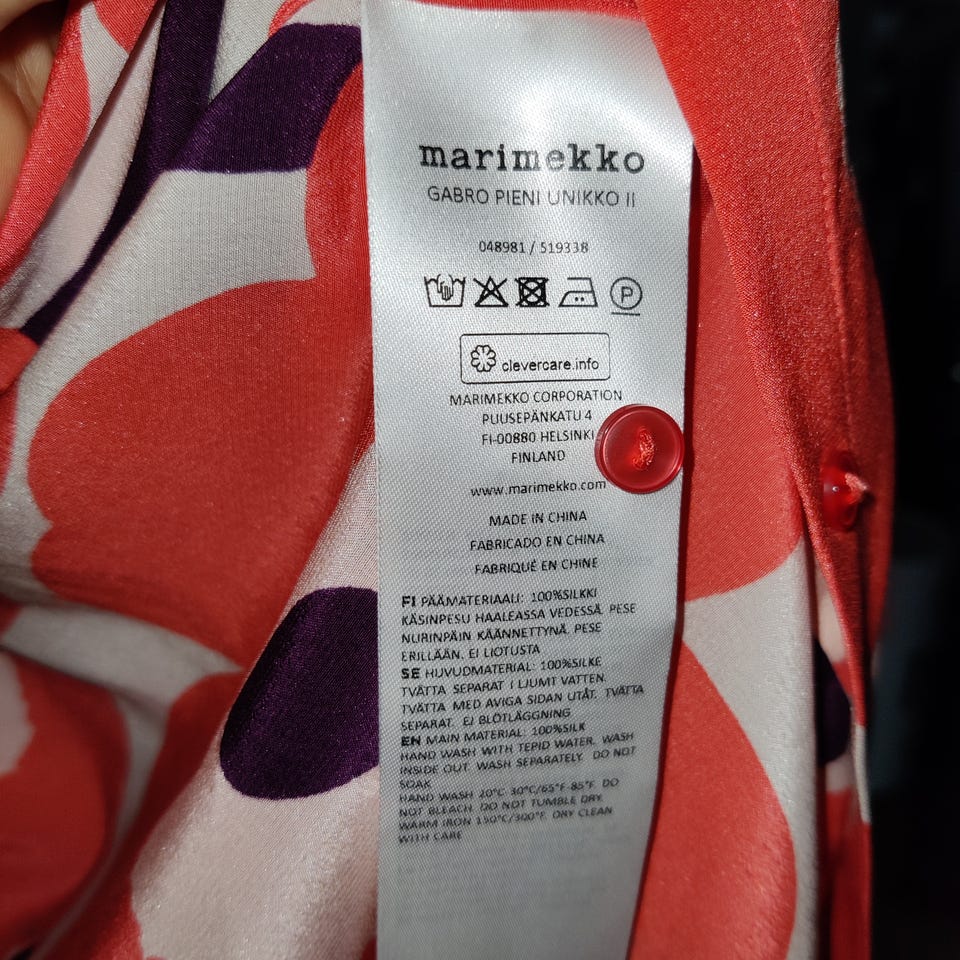 marimekko
GABRO PIENI UNIKKO II
048981 / 519338
P
clevercare.info
MARIMEKKO CORPORATION
PUUSEPÄNKATU 4
FI-00880 HELSINKI
FINLAND
www.marimekko.com
MADE IN CHINA
FABRICADO EN CHINA
FABRIQUÉ EN CHINE
FI PÄÄMATERIAALI: 100%SILKKI
KÄSINPESU HAALEASSA VEDESSÄ. PESE
NURINPÄIN KÄÄNNETTYNÄ. PESE
ERILLÄÄN. EI LIOTUSTA
SE HUVUDMATERIAL: 100%SILKE
TVÄTTA SEPARAT I LJUMT VATTEN.
TVÄTTA MED AVIGA SIDAN UTÅT. TVÄTTA
SEPARAT. EJ BLÖTLÄGGNING
EN MAIN MATERIAL: 100%SILK
HAND WASH WITH TEPID WATER. WASH
INSIDE OUT. WASH SEPARATELY. DO NOT
SOAK
HAND WASH 20°C-30°C/65°F-85°F. DO
NOT BLEACH. DO NOT TUMBLE DRY.
WARM IRON 150°C/300°F. DRY CLEAN
WITH CARE